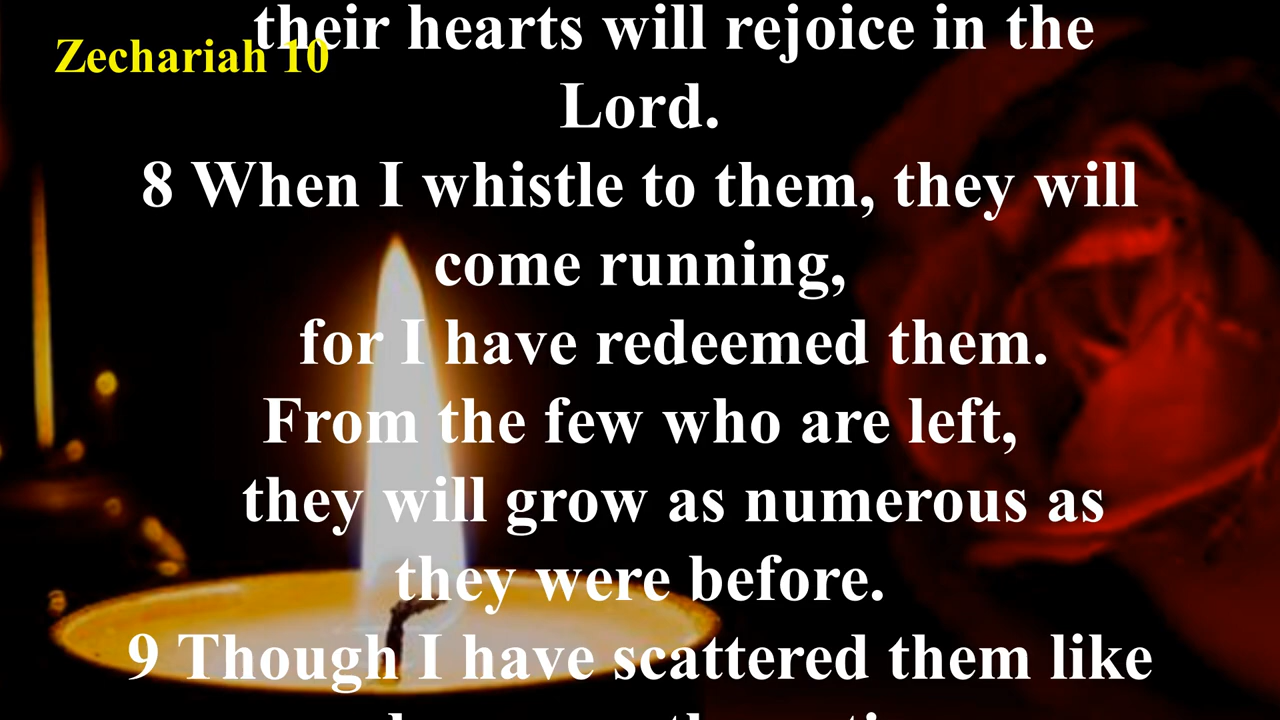 their hearts will rejoice in the
Zechariah 10
Lord.
8 When I whistle to them, they will
come running,
for I have redeemed them.
From the few who are left,
they will grow as numerous as
they were before.
9 Though I have scattered them like